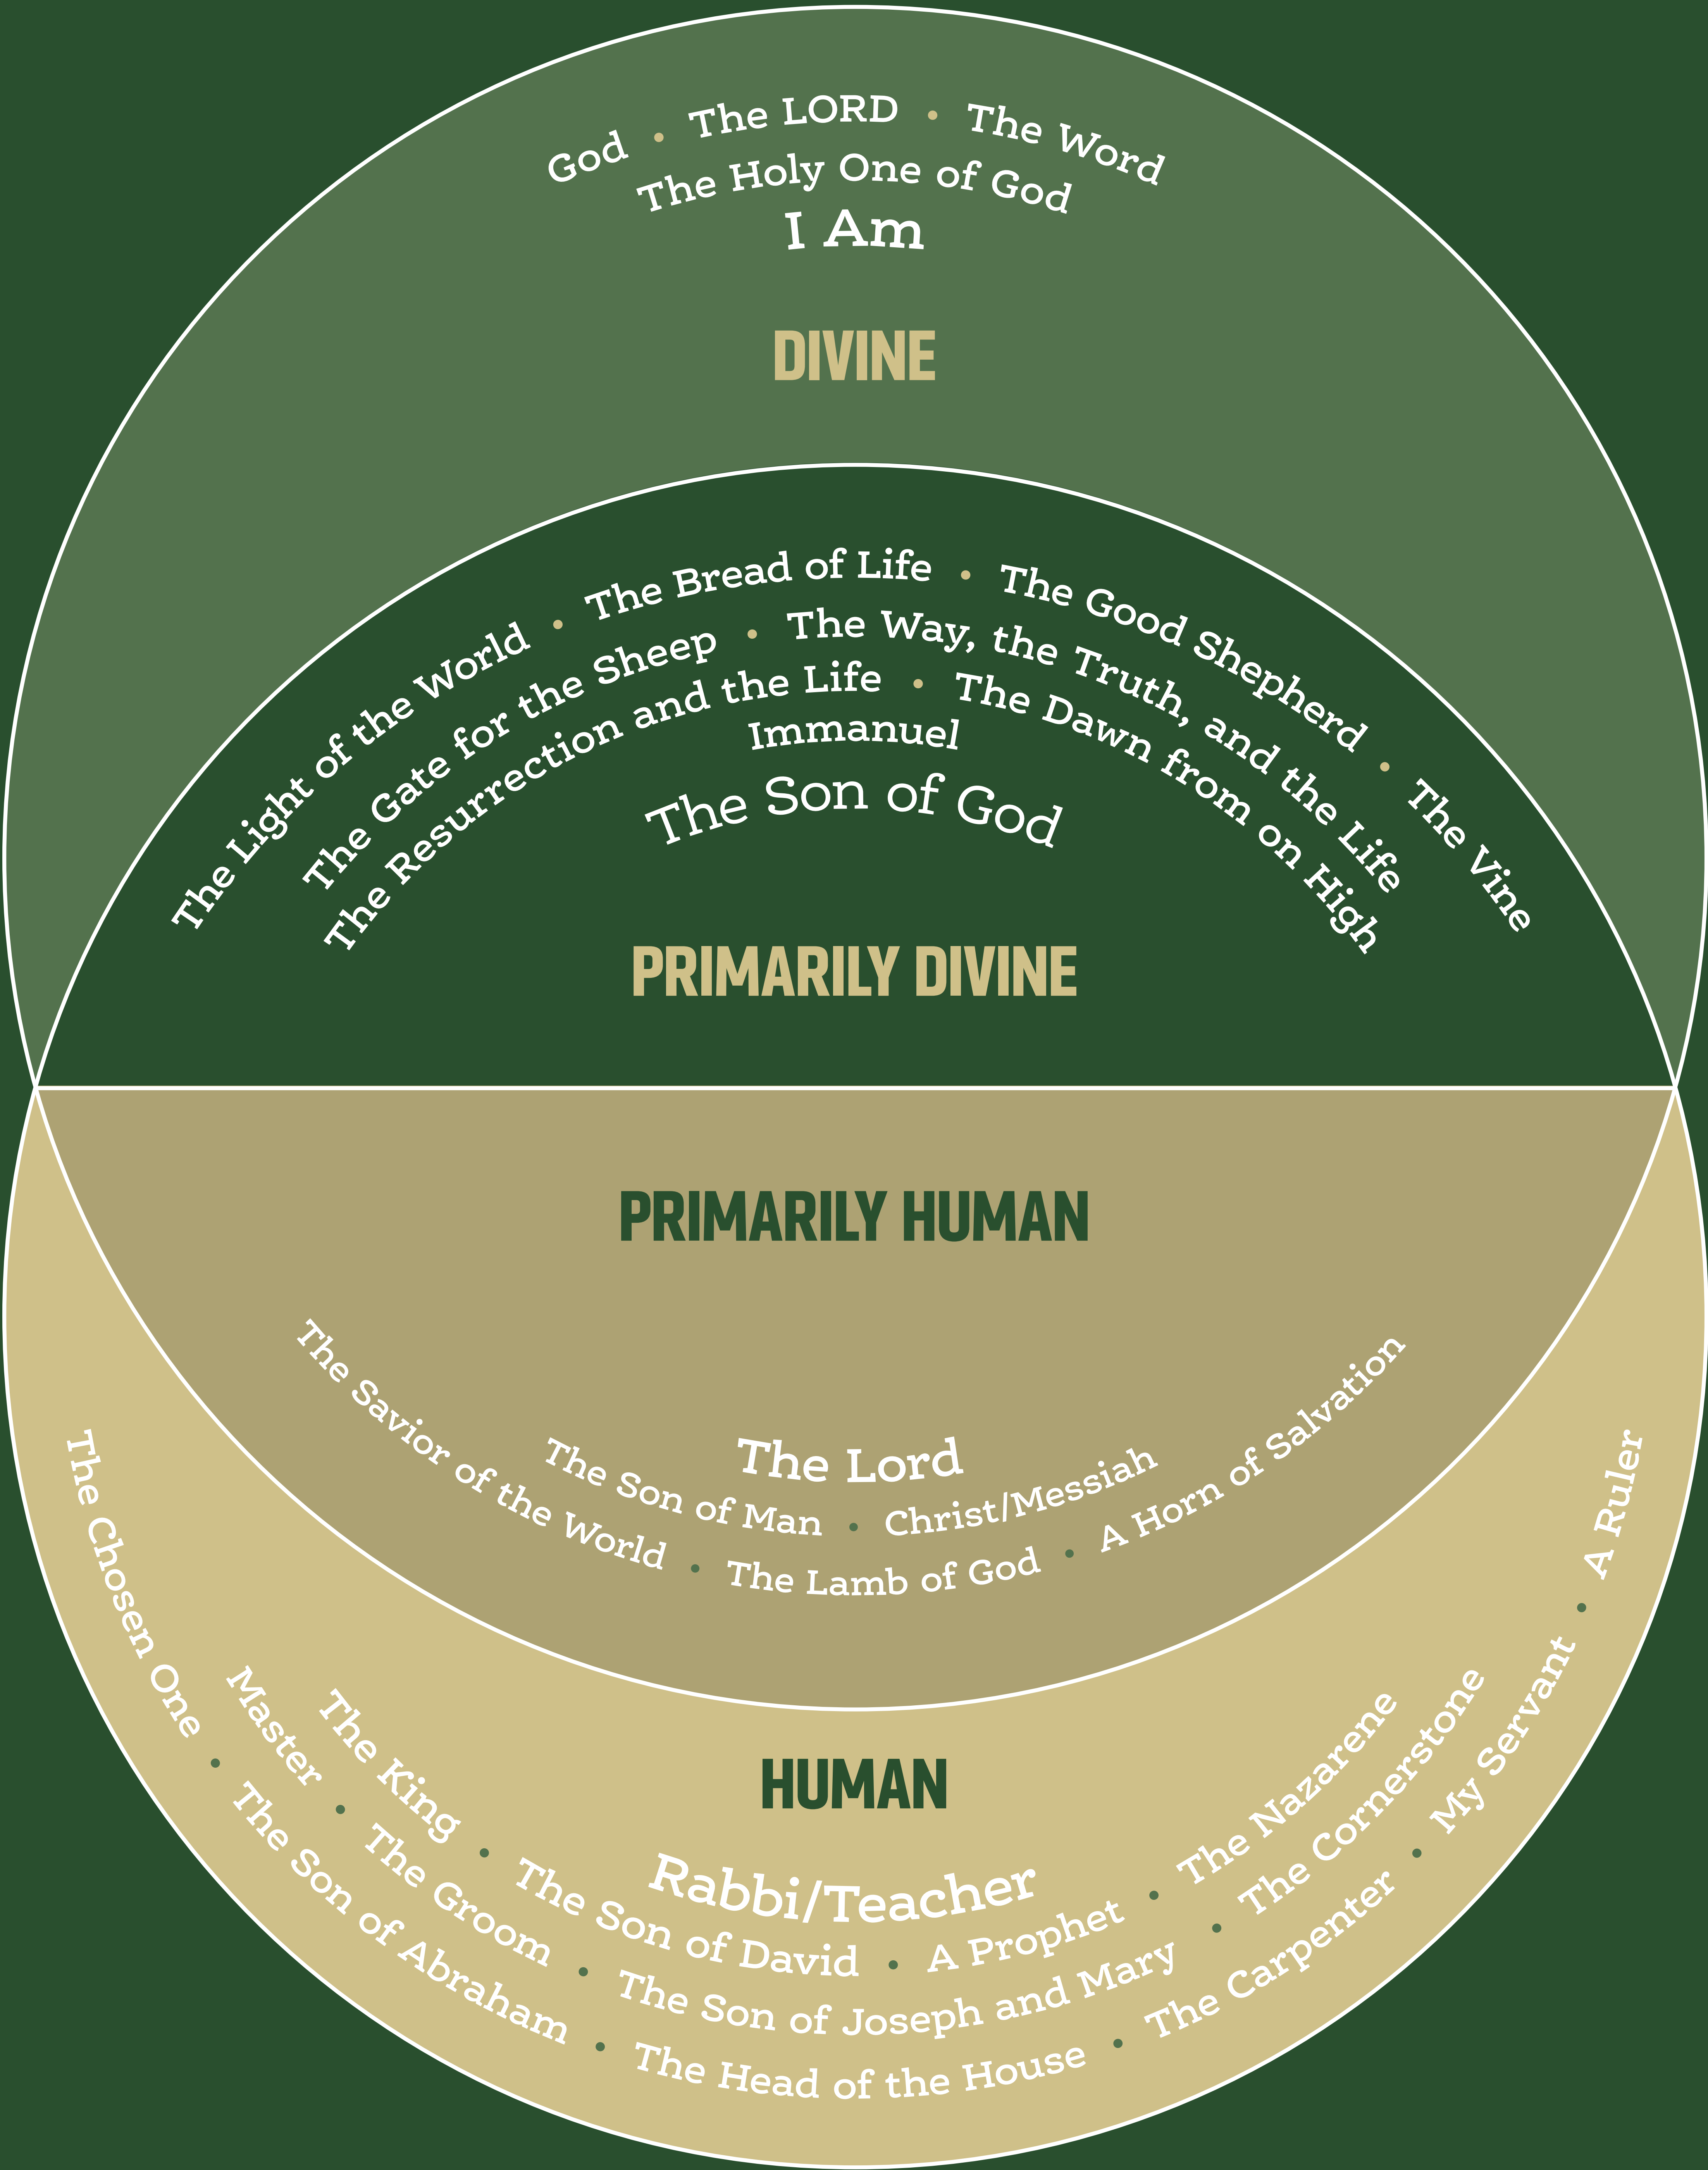 God • The LORD • The Word
The Holy One of God
I Am
DIVINE
The Light of the World • The Bread of Life • The Good Shepherd • The Vine
The Gate for the Sheep • The Way, the Truth, and the Life
The Resurrection and the Life • The Dawn from on High
Immanuel
The Son of God
PRIMARILY DIVINE
PRIMARILY HUMAN
The Lord
The Son of Man • Christ/Messiah
The Savior of the World • The Lamb of God • A Horn of Salvation
HUMAN
Rabbi/Teacher
The King • The Son of David • A Prophet • The Nazarene
Master • The Groom • The Son of Joseph and Mary • The Cornerstone
The Chosen One • The Son of Abraham • The Head of the House • The Carpenter • My Servant • A Ruler